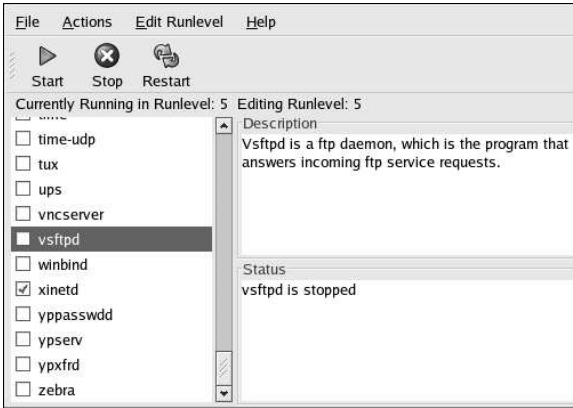 File Actions Edit Runlevel Help
Start Stop Restart
Currently Running in Runlevel: 5 Editing Runlevel: 5
time-udp
tux
ups
vncserver
vsftpd
winbind
xinetd
yppasswdd
ypserv
ypxfrd
zebra
Description
Vsftpd is a ftp daemon, which is the program that
answers incoming ftp service requests.
Status
vsftpd is stopped